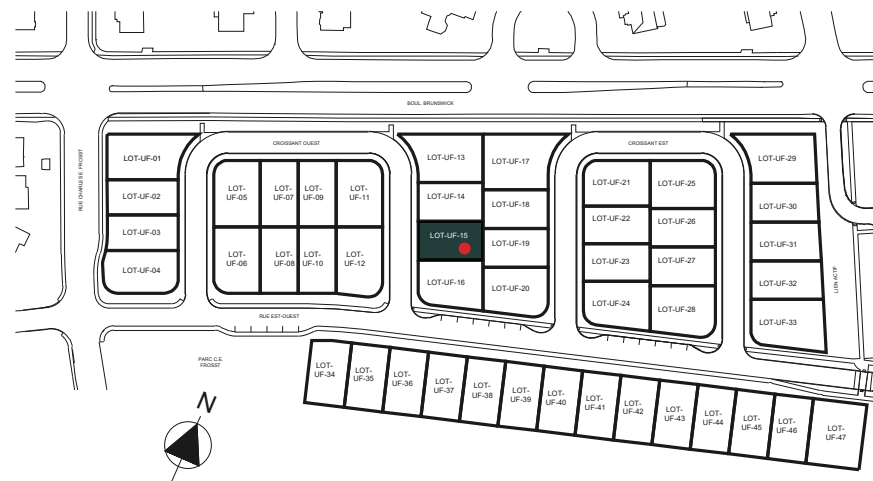 BOUL. BRUNSWICK
CROISSANT OUEST
CROISSANT EST
RUE CHARLES E. FROSST
LOT-UF-01
LOT-UF-02
LOT-UF-03
LOT-UF-04
LOT-
UF-05
LOT-
UF-07
LOT-
UF-09
LOT-
UF-11
LOT-
UF-06
LOT-
UF-08
LOT-
UF-10
LOT-
UF-12
LOT-UF-13
LOT-UF-14
LOT-UF-15
LOT-UF-16
LOT-UF-17
LOT-UF-18
LOT-UF-19
LOT-UF-20
LOT-UF-21
LOT-UF-22
LOT-UF-23
LOT-UF-24
LOT-UF-25
LOT-UF-26
LOT-UF-27
LOT-UF-28
LOT-UF-29
LOT-UF-30
LOT-UF-31
LOT-UF-32
LOT-UF-33
LIEN ACTIF
RUE EST-OUEST
PARC C.E.
FROSST
LOT-
UF-34
LOT-
UF-35
LOT-
UF-36
LOT-
UF-37
LOT-
UF-38
LOT-
UF-39
LOT-
UF-40
LOT-
UF-41
LOT-
UF-42
LOT-
UF-43
LOT-
UF-44
LOT-
UF-45
LOT-
UF-46
LOT-
UF-47
N